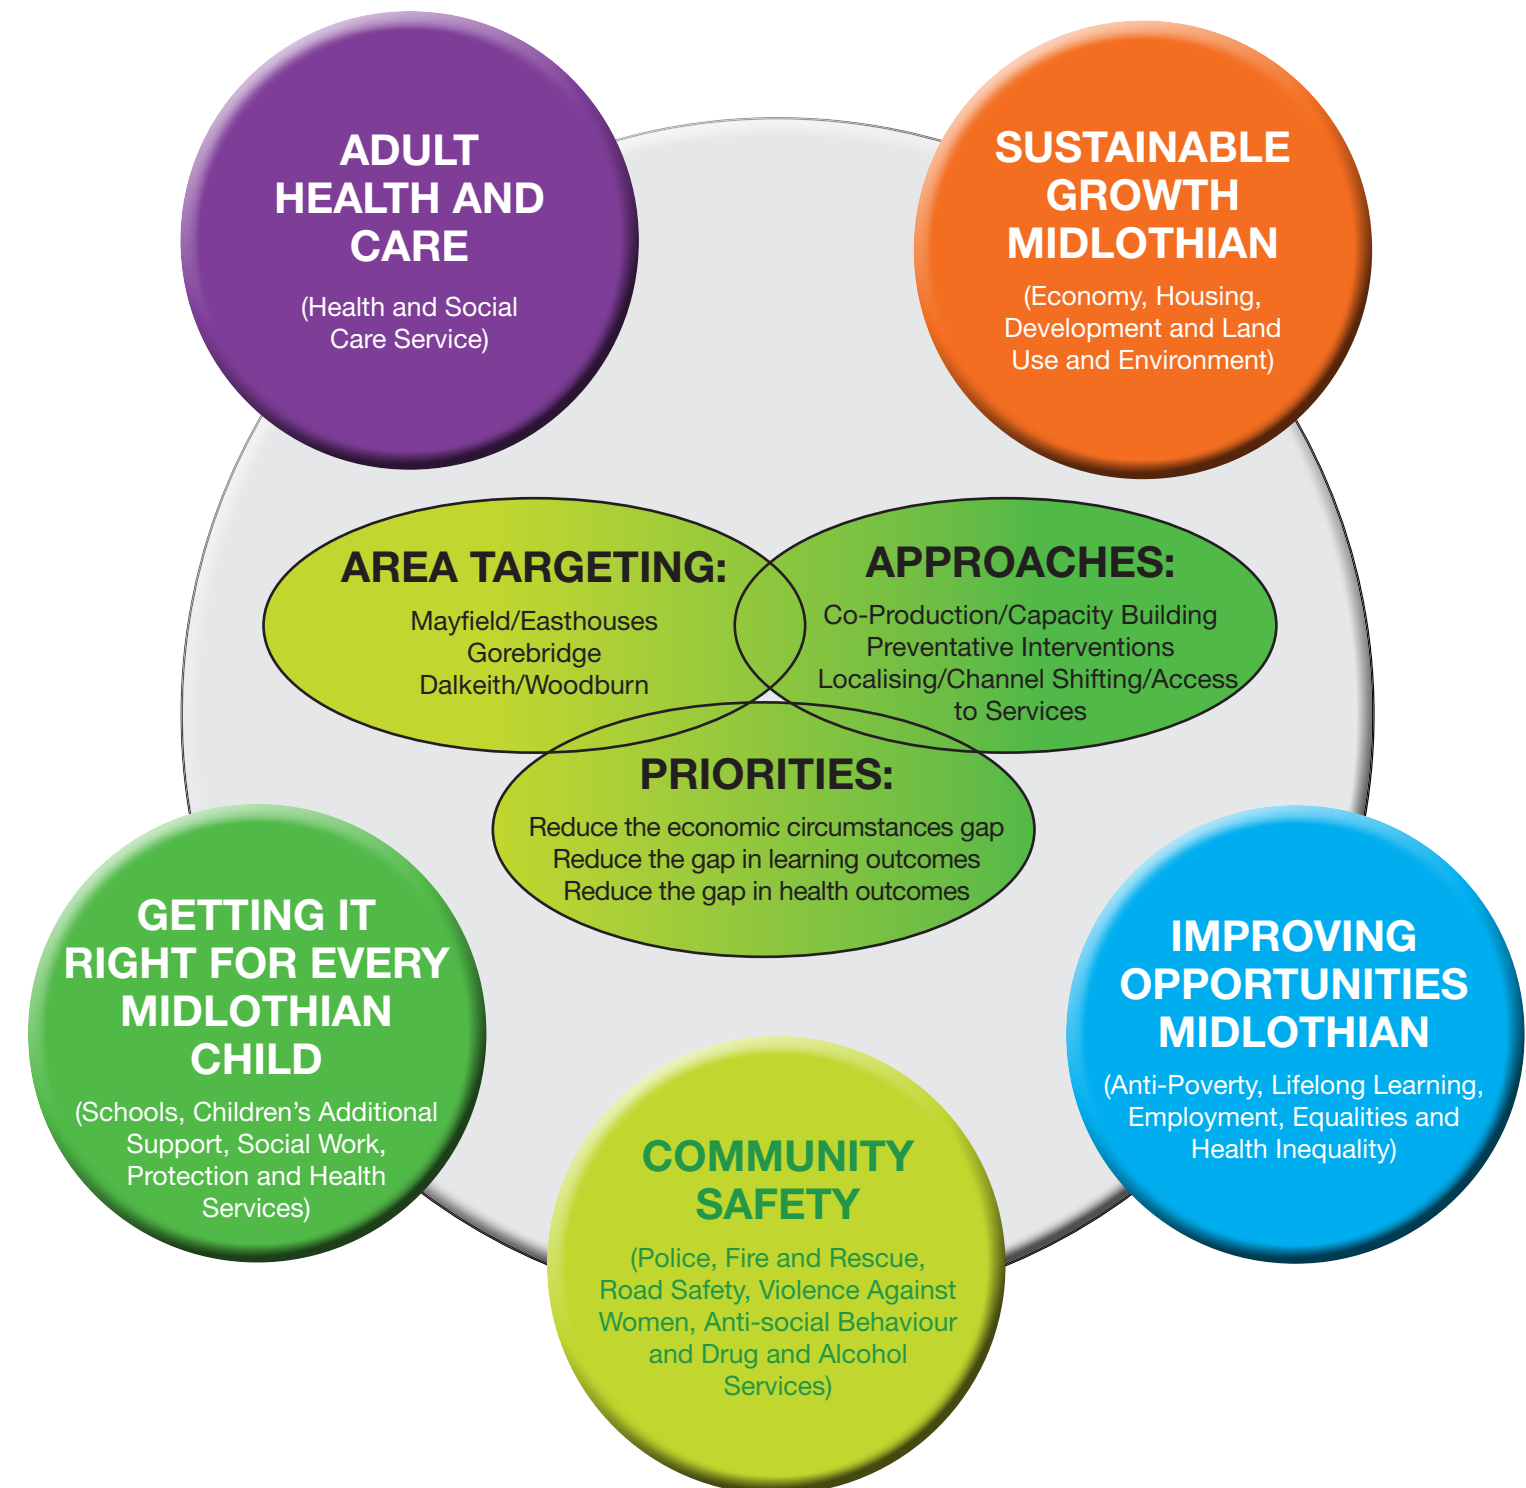 ADULT
HEALTH AND
CARE
(Health and Social
Care Service)
SUSTAINABLE
GROWTH
MIDLOTHIAN
(Economy, Housing,
Development and Land
Use and Environment)
AREA TARGETING:
Mayfield/Easthouses
Gorebridge
Dalkeith/Woodburn
APPROACHES:
Co-Production/Capacity Building
Preventative Interventions
Localising/Channel Shifting/Access
to Services
PRIORITIES:
Reduce the economic circumstances gap
Reduce the gap in learning outcomes
Reduce the gap in health outcomes
GETTING IT
RIGHT FOR EVERY
MIDLOTHIAN
CHILD
(Schools, Children’s Additional
Support, Social Work,
Protection and Health
Services)
IMPROVING
OPPORTUNITIES
MIDLOTHIAN
(Anti-Poverty, Lifelong Learning,
Employment, Equalities and
Health Inequality)
COMMUNITY
SAFETY
(Police, Fire and Rescue,
Road Safety, Violence Against
Women, Anti-social Behaviour
and Drug and Alcohol
Services)